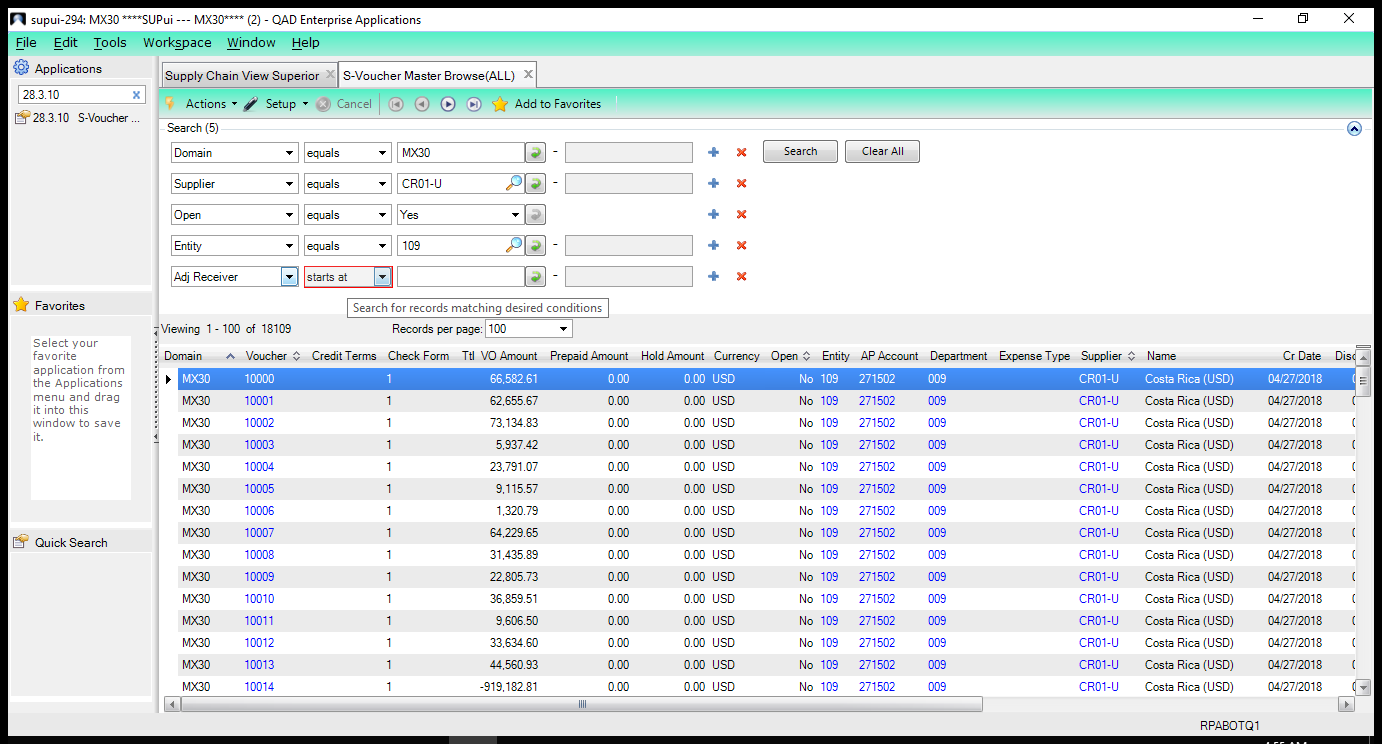 supui-294: MX30 ****SUPui --- MX30**** (2) - QAD Enterprise Applications
File Edit Tools Workspace Window Help
Applications
28.3.10
28.3.10 S-Voucher ...
Supply Chain View Superior
S-Voucher Master Browse(ALL)
Actions Setup Cancel Add to Favorites
Search (5)
Domain equals MX30 - Search Clear All
Supplier equals CR01-U -
Open equals Yes
Entity equals 109 -
Adj Receiver starts at -
Search for records matching desired conditions
Favorites
Select your
favorite
application from
the Applications
menu and drag
it into this
window to save
it.
Quick Search
Viewing 1 - 100 of 18109 Records per page: 100
Domain Voucher Credit Terms Check Form Ttl VO Amount Prepaid Amount Hold Amount Currency Open Entity AP Account Department Expense Type Supplier Name Cr Date Disc
MX30 10000 1 66,582.61 0.00 0.00 USD No 109 271502 009 CR01-U Costa Rica (USD) 04/27/2018
MX30 10001 1 62,655.67 0.00 0.00 USD No 109 271502 009 CR01-U Costa Rica (USD) 04/27/2018
MX30 10002 1 73,134.83 0.00 0.00 USD No 109 271502 009 CR01-U Costa Rica (USD) 04/27/2018
MX30 10003 1 5,937.42 0.00 0.00 USD No 109 271502 009 CR01-U Costa Rica (USD) 04/27/2018
MX30 10004 1 23,791.07 0.00 0.00 USD No 109 271502 009 CR01-U Costa Rica (USD) 04/27/2018
MX30 10005 1 9,115.57 0.00 0.00 USD No 109 271502 009 CR01-U Costa Rica (USD) 04/27/2018
MX30 10006 1 1,320.79 0.00 0.00 USD No 109 271502 009 CR01-U Costa Rica (USD) 04/27/2018
MX30 10007 1 64,229.65 0.00 0.00 USD No 109 271502 009 CR01-U Costa Rica (USD) 04/27/2018
MX30 10008 1 31,435.89 0.00 0.00 USD No 109 271502 009 CR01-U Costa Rica (USD) 04/27/2018
MX30 10009 1 22,805.73 0.00 0.00 USD No 109 271502 009 CR01-U Costa Rica (USD) 04/27/2018
MX30 10010 1 36,859.51 0.00 0.00 USD No 109 271502 009 CR01-U Costa Rica (USD) 04/27/2018
MX30 10011 1 9,606.50 0.00 0.00 USD No 109 271502 009 CR01-U Costa Rica (USD) 04/27/2018
MX30 10012 1 33,634.60 0.00 0.00 USD No 109 271502 009 CR01-U Costa Rica (USD) 04/27/2018
MX30 10013 1 44,560.93 0.00 0.00 USD No 109 271502 009 CR01-U Costa Rica (USD) 04/27/2018
MX30 10014 1 -919,182.81 0.00 0.00 USD No 109 271502 009 CR01-U Costa Rica (USD) 04/27/2018
RPABOTQ1